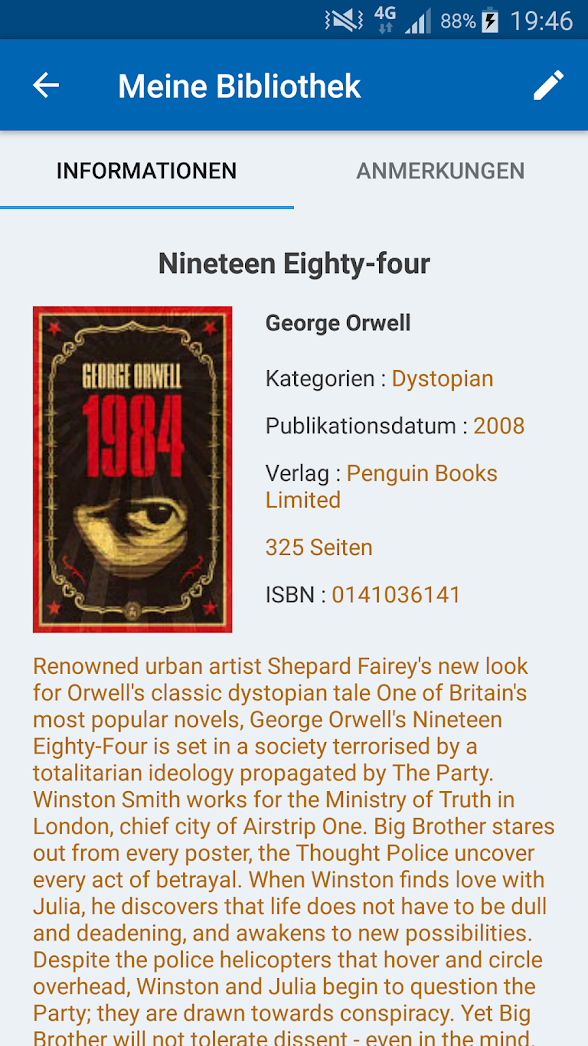 4G 88% 19:46
Meine Bibliothek
INFORMATIONEN ANMERKUNGEN
Nineteen Eighty-four
GEORGE ORWELL
1984
George Orwell
Kategorien : Dystopian
Publikationsdatum : 2008
Verlag : Penguin Books
Limited
325 Seiten
ISBN : 0141036141
Renowned urban artist Shepard Fairey's new look
for Orwell's classic dystopian tale One of Britain's
most popular novels, George Orwell's Nineteen
Eighty-Four is set in a society terrorised by a
totalitarian ideology propagated by The Party.
Winston Smith works for the Ministry of Truth in
London, chief city of Airstrip One. Big Brother stares
out from every poster, the Thought Police uncover
every act of betrayal. When Winston finds love with
Julia, he discovers that life does not have to be dull
and deadening, and awakens to new possibilities.
Despite the police helicopters that hover and circle
overhead, Winston and Julia begin to question the
Party; they are drawn towards conspiracy. Yet Big
Brother will not tolerate dissent - even in the mind.